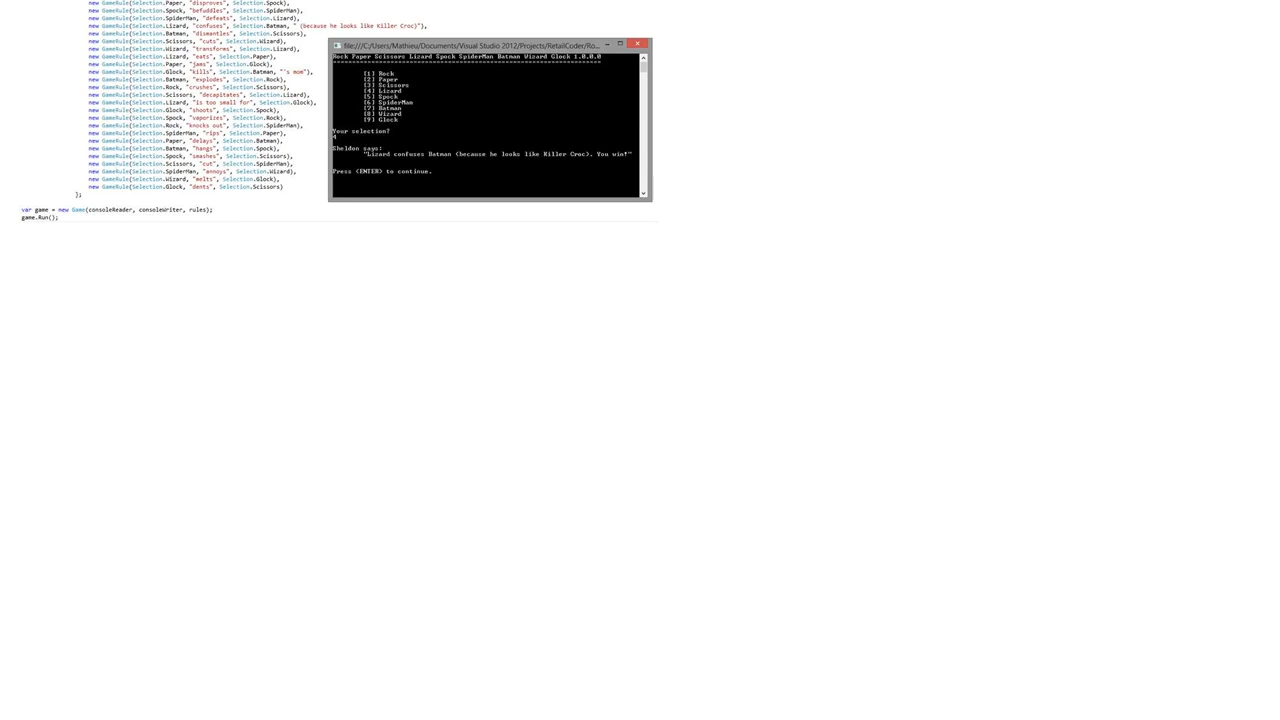 new GameRule(Selection.Paper, "disproves", Selection.Spock),
new GameRule(Selection.Spock, "befuddles", Selection.SpiderMan),
new GameRule(Selection.SpiderMan, "defeats", Selection.Lizard),
new GameRule(Selection.Lizard, "confuses", Selection.Batman, " (because he looks like Killer Croc)"),
new GameRule(Selection.Batman, "dismantles", Selection.Scissors),
new GameRule(Selection.Scissors, "cuts", Selection.Wizard),
new GameRule(Selection.Wizard, "transforms", Selection.Lizard),
new GameRule(Selection.Lizard, "eats", Selection.Paper),
new GameRule(Selection.Paper, "jams", Selection.Glock),
new GameRule(Selection.Glock, "kills", Selection.Batman, "'s mom"),
new GameRule(Selection.Batman, "explodes", Selection.Rock),
new GameRule(Selection.Rock, "crushes", Selection.Scissors),
new GameRule(Selection.Scissors, "decapitates", Selection.Lizard),
new GameRule(Selection.Lizard, "is too small for", Selection.Glock),
new GameRule(Selection.Glock, "shoots", Selection.Spock),
new GameRule(Selection.Spock, "vaporizes", Selection.Rock),
new GameRule(Selection.Rock, "knocks out", Selection.SpiderMan),
new GameRule(Selection.SpiderMan, "rips", Selection.Paper),
new GameRule(Selection.Paper, "delays", Selection.Batman),
new GameRule(Selection.Batman, "hangs", Selection.Spock),
new GameRule(Selection.Spock, "smashes", Selection.Scissors),
new GameRule(Selection.Scissors, "cut", Selection.SpiderMan),
new GameRule(Selection.SpiderMan, "annoys", Selection.Wizard),
new GameRule(Selection.Wizard, "melts", Selection.Glock),
new GameRule(Selection.Glock, "dents", Selection.Scissors)
};
var game = new Game(consoleReader, consoleWriter, rules);
game.Run();
file:///C:/Users/Mathieu/Documents/Visual Studio 2012/Projects/RetailCoder/Ro...
Rock Paper Scissors Lizard Spock SpiderMan Batman Wizard Glock 1.0.0.0
----------------------------------------------------------------------
[1] Rock
[2] Paper
[3] Scissors
[4] Lizard
[5] Spock
[6] SpiderMan
[7] Batman
[8] Wizard
[9] Glock
Your selection?
4
Sheldon says:
"Lizard confuses Batman (because he looks like Killer Croc). You win!"
Press <ENTER> to continue.